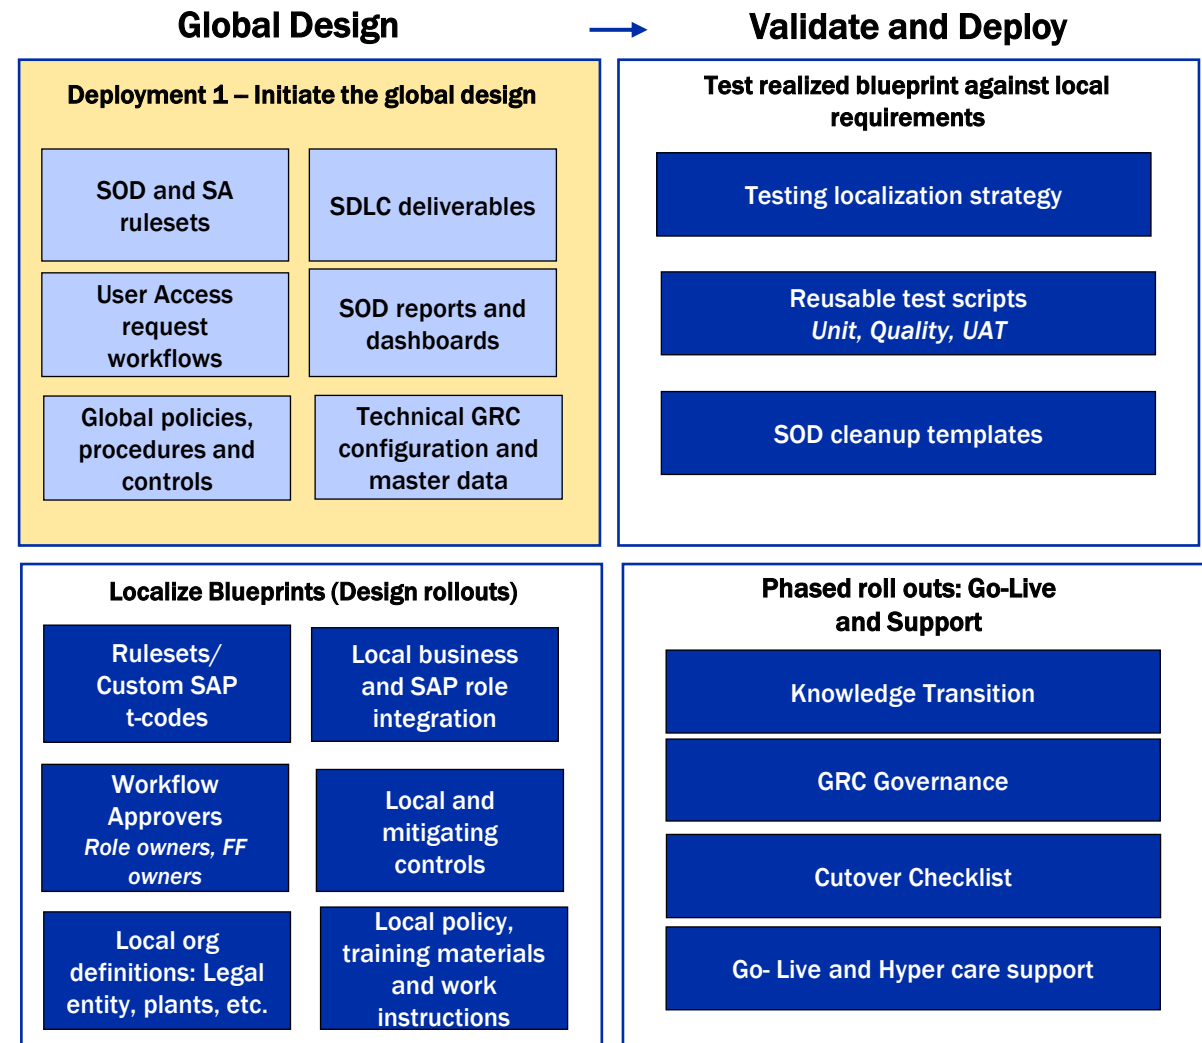 Global Design
Validate and Deploy
Deployment 1 – Initiate the global design
SOD and SA
rulesets
SDLC deliverables
User Access
request
workflows
SOD reports and
dashboards
Global policies,
procedures and
controls
Technical GRC
configuration and
master data
Test realized blueprint against local
requirements
Testing localization strategy
Reusable test scripts
Unit, Quality, UAT
SOD cleanup templates
Localize Blueprints (Design rollouts)
Rulesets/
Custom SAP
t-codes
Local business
and SAP role
integration
Workflow
Approvers
Role owners, FF
owners
Local and
mitigating
controls
Local org
definitions: Legal
entity, plants, etc.
Local policy,
training materials
and work
instructions
Phased roll outs: Go-Live
and Support
Knowledge Transition
GRC Governance
Cutover Checklist
Go- Live and Hyper care support